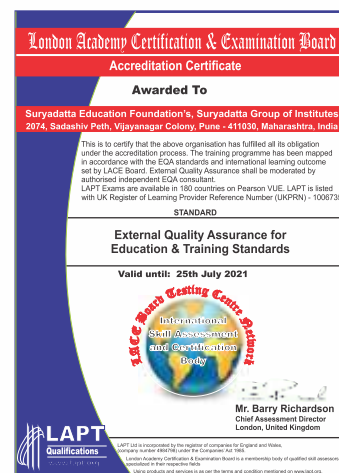 London Academy Certification & Examination Board
Accreditation Certificate
Awarded To
Suryadatta Education Foundation's, Suryadatta Group of Institutes
2074, Sadashiv Peth, Vijayanagar Colony, Pune - 411030, Maharashtra, India
This is to certify that the above organisation has fulfilled all its obligation
under the accreditation process. The training programme has been mapped
in accordance with the EQA standards and international learning outcome
set by LACE Board. External Quality Assurance shall be moderated by
authorised independent EQA consultant.
LAPT Exams are available in 180 countries on Pearson VUE. LAPT is listed
with UK Register of Learning Provider Reference Number (UKPRN) - 1006735
STANDARD
External Quality Assurance for
Education & Training Standards
Valid until: 25th July 2021
LACE Board Testing Centre Network
International
Skill Assessment
and Certification
Body
Mr. Barry Richardson
Chief Assessment Director
London, United Kingdom
LAPT
Qualifications
www.lapt.org
LAPT Ltd is incorporated by the registrar of companies for England and Wales,
(company number 4984798) under the Companies' Act 1985.
London Academy Certification & Examination Board is a membership body of qualified skill assessors
specialized in their respective fields
Using products and services is as per the terms and condition mentioned on www.lapt.org